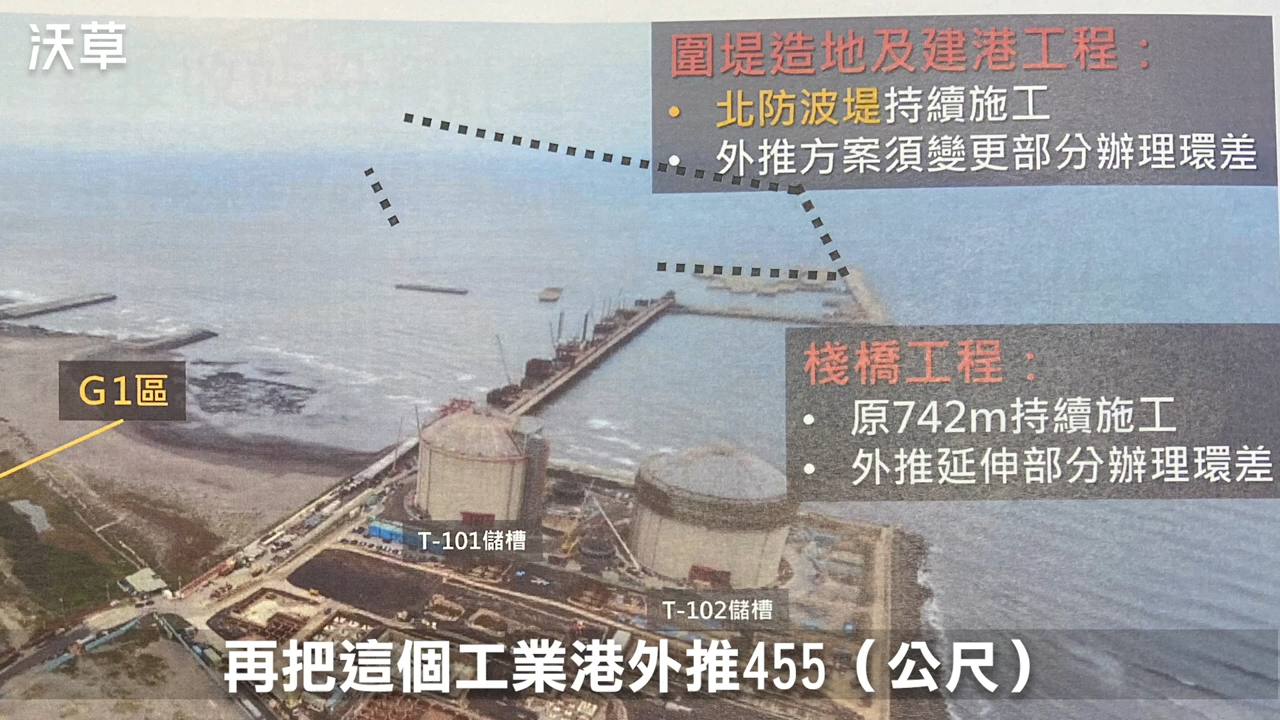 沃草
圍堤造地及建港工程：
• 北防波堤持續施工
• 外推方案須變更部分辦理環差
棧橋工程：
• 原742m持續施工
• 外推延伸部分辦理環差
G1區
T-101儲槽
T-102儲槽
再把這個工業港外推455（公尺）